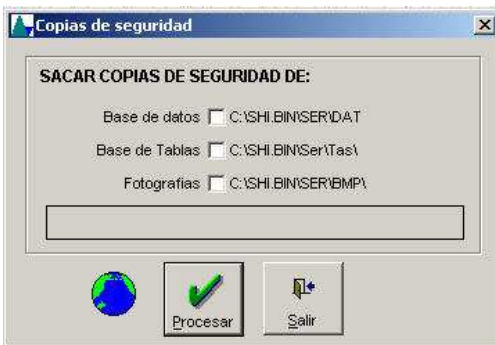 Copias de seguridad
SACAR COPIAS DE SEGURIDAD DE:
Base de datos C:\SHI.BIN\SER\DAT
Base de Tablas C:\SHI.BIN\Ser\Tas\
Fotografias C:\SHI.BIN\SER\BMP\
Procesar
Salir